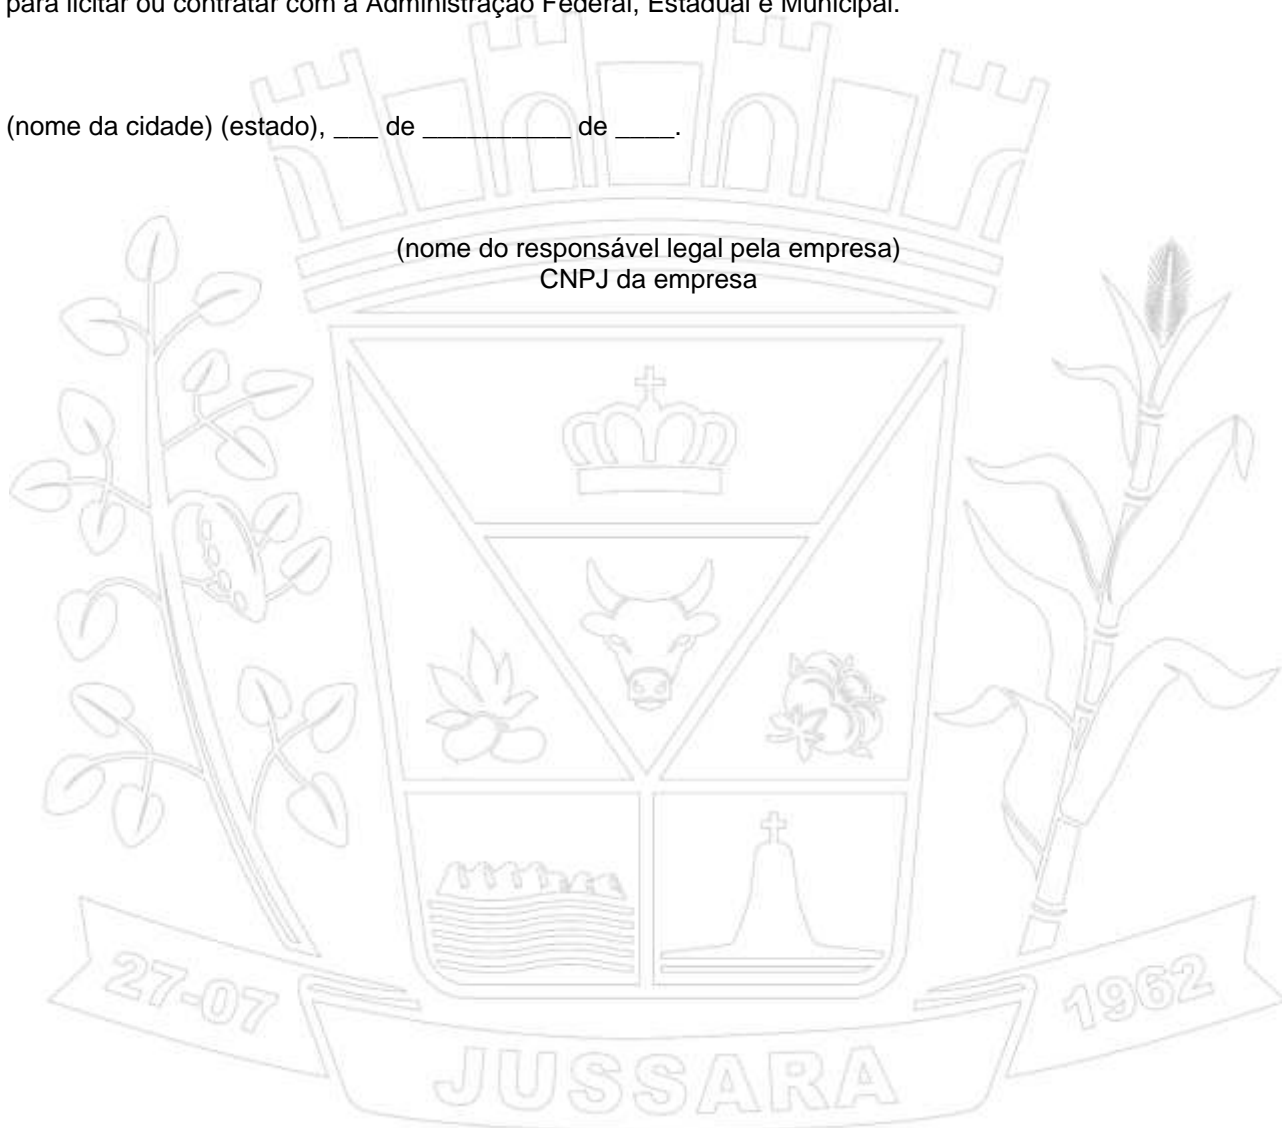 para licitar ou contratar com a Administração Federal, Estadual e Municipal.
(nome da cidade) (estado), ___ de __________ de ____.
(nome do responsável legal pela empresa)
CNPJ da empresa
27-07
1962
JUSSARA